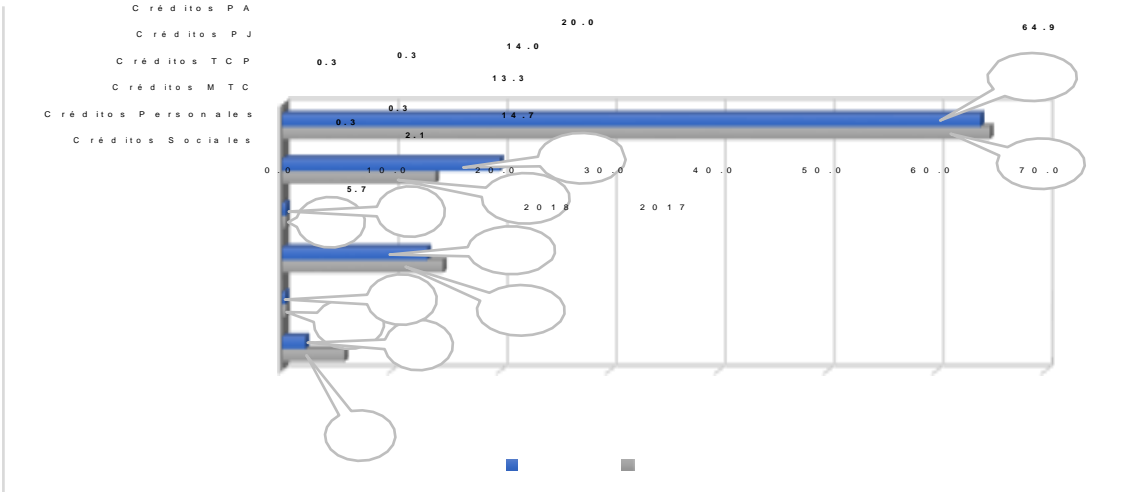 Créditos PA
20.0
64.9
Créditos PJ
14.0
0.3
Créditos TCP
0.3
13.3
Créditos MTC
0.3
Créditos Personales
14.7
0.3
2.1
Créditos Sociales
0.0 10.0 20.0 30.0 40.0 50.0 60.0 70.0
5.7
2018 2017